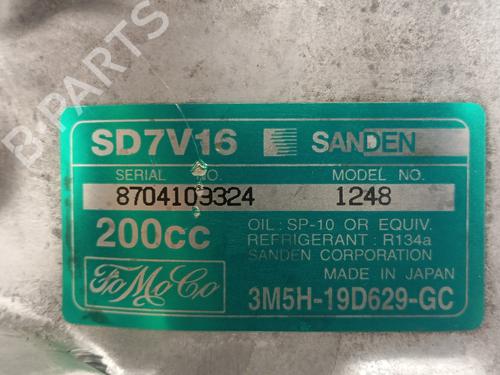 B-PARTS
SD7V16 SANDEN
SERIAL NO. MODEL NO.
8704109324 1248
200cc
OIL: SP-10 OR EQUIV.
REFRIGERANT: R134a
SANDEN CORPORATION
MADE IN JAPAN
FoMoCo
3M5H-19D629-GC